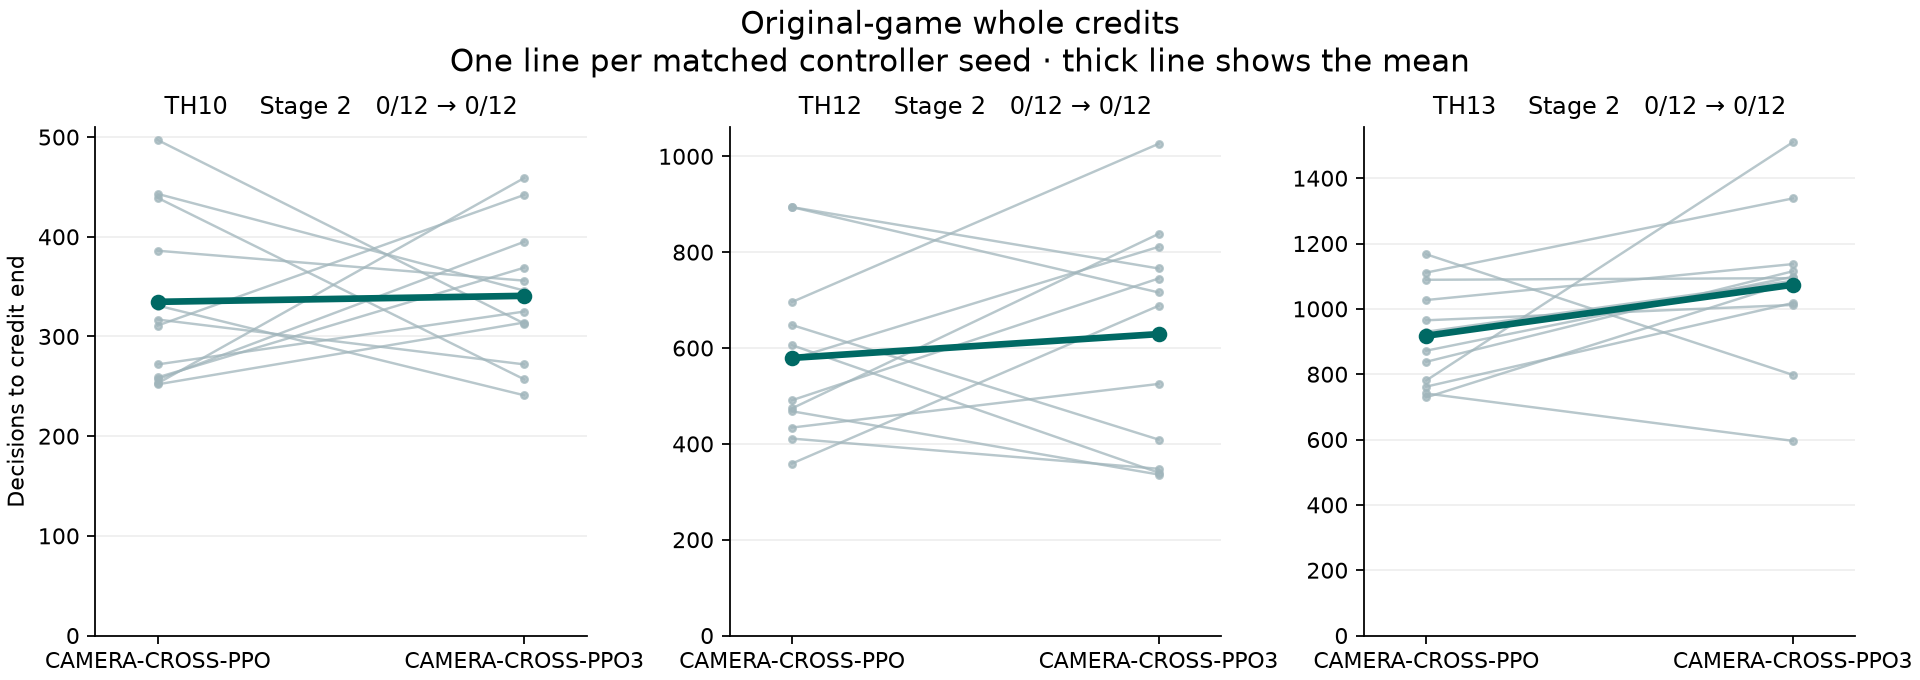 Original-game whole credits
One line per matched controller seed · thick line shows the mean
TH10 Stage 2 0/12 → 0/12
Decisions to credit end
500
400
300
200
100
0
CAMERA-CROSS-PPO
CAMERA-CROSS-PPO3
TH12 Stage 2 0/12 → 0/12
1000
800
600
400
200
0
CAMERA-CROSS-PPO
CAMERA-CROSS-PPO3
TH13 Stage 2 0/12 → 0/12
1400
1200
1000
800
600
400
200
0
CAMERA-CROSS-PPO
CAMERA-CROSS-PPO3